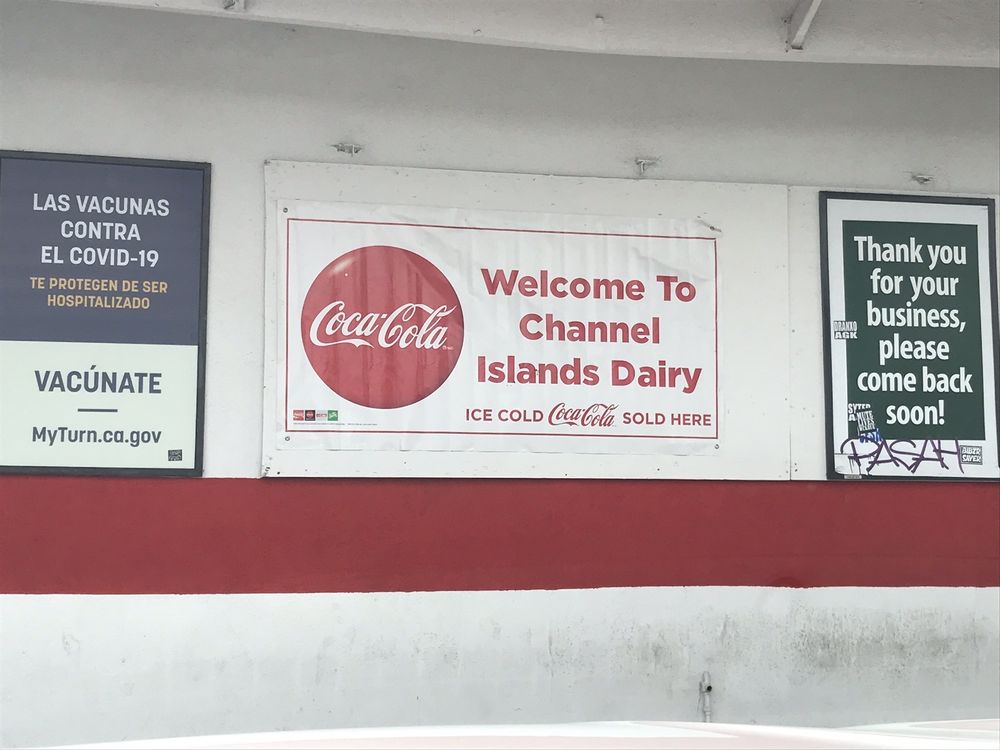 LAS VACUNAS
CONTRA
EL COVID-19
TE PROTEGEN DE SER
HOSPITALIZADO
VACÚNATE
MyTurn.ca.gov
Coca-Cola
Welcome To
Channel
Islands Dairy
ICE COLD Coca-Cola SOLD HERE
Thank you
for your
business,
please
come back
soon!